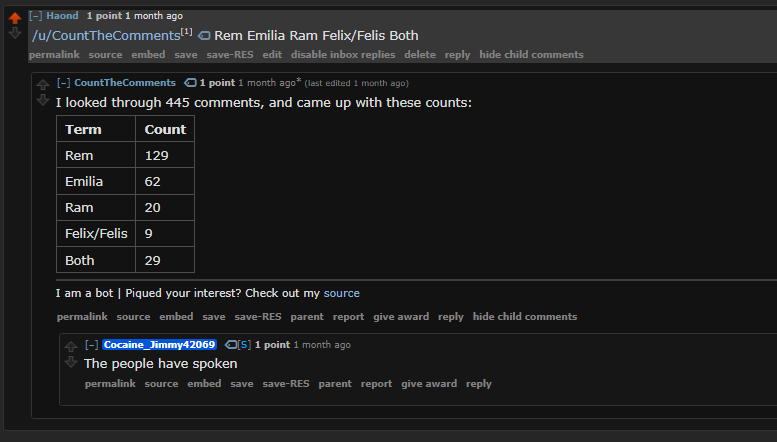 [–] Haond 1 point 1 month ago
/u/CountTheComments[1] Rem Emilia Ram Felix/Felis Both
permalink source embed save save-RES edit disable inbox replies delete reply hide child comments
[–] CountTheComments 1 point 1 month ago* (last edited 1 month ago)
I looked through 445 comments, and came up with these counts:
Term Count
Rem 129
Emilia 62
Ram 20
Felix/Felis 9
Both 29
I am a bot | Piqued your interest? Check out my source
permalink source embed save save-RES parent report give award reply hide child comments
[–] Cocaine_Jimmy42069 [S] 1 point 1 month ago
The people have spoken
permalink source embed save save-RES parent report give award reply